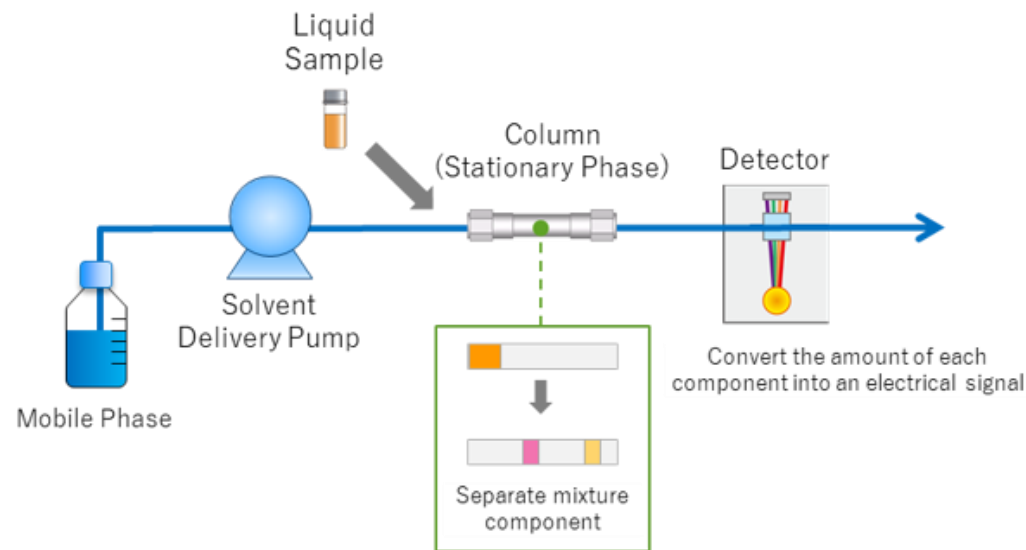 Liquid
Sample
Column
(Stationary Phase)
Detector
Solvent
Delivery Pump
Mobile Phase
Convert the amount of each
component into an electrical signal
Separate mixture
component